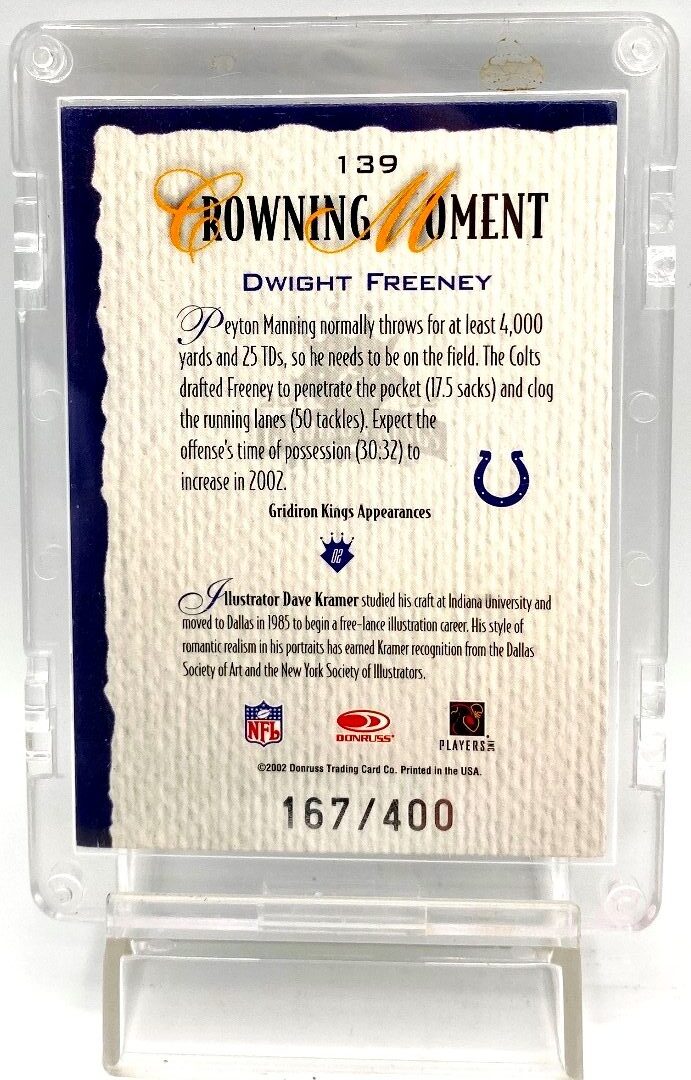 139
CROWNING MOMENT
DWIGHT FREENEY
Peyton Manning normally throws for at least 4,000
yards and 25 TDs, so he needs to be on the field. The Colts
drafted Freeney to penetrate the pocket (17.5 sacks) and clog
the running lanes (50 tackles). Expect the
offense's time of possession (30:32) to
increase in 2002.
Gridiron Kings Appearances
02
Illustrator Dave Kramer studied his craft at Indiana University and
moved to Dallas in 1985 to begin a free-lance illustration career. His style of
romantic realism in his portraits has earned Kramer recognition from the Dallas
Society of Art and the New York Society of Illustrators.
NFL
DONRUSS®
PLAYERS INC
©2002 Donruss Trading Card Co. Printed in the USA.
167/400